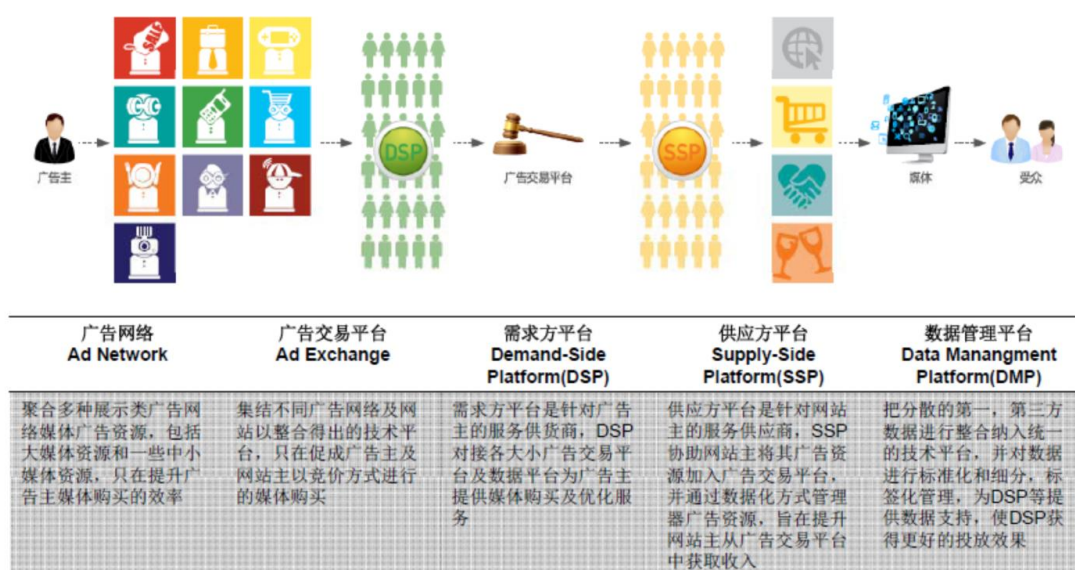 SALE
DSP
SSP
广告主
广告交易平台
媒体
受众
广告网络
Ad Network
广告交易平台
Ad Exchange
需求方平台
Demand-Side
Platform(DSP)
供应方平台
Supply-Side
Platform(SSP)
数据管理平台
Data Manangment
Platform(DMP)
聚合多种展示类广告网
络媒体广告资源，包括
大媒体资源和一些中小
媒体资源，只在提升广
告主媒体购买的效率
集结不同广告网络及网
站以整合得出的技术平
台，只在促成广告主及
网站主以竞价方式进行
的媒体购买
需求方平台是针对广告
主的服务供货商，DSP
对接各大小广告交易平
台及数据平台为广告主
提供媒体购买及优化服
务
供应方平台是针对网站
主的服务供应商，SSP
协助网站主将其广告资
源加入广告交易平台，
并通过数据化方式管理
器广告资源，旨在提升
网站主从广告交易平台
中获取收入
把分散的第一，第三方
数据进行整合纳入统一
的技术平台，并对数据
进行标准化和细分，标
签化管理，为DSP等提
供数据支持，使DSP获
得更好的投放效果